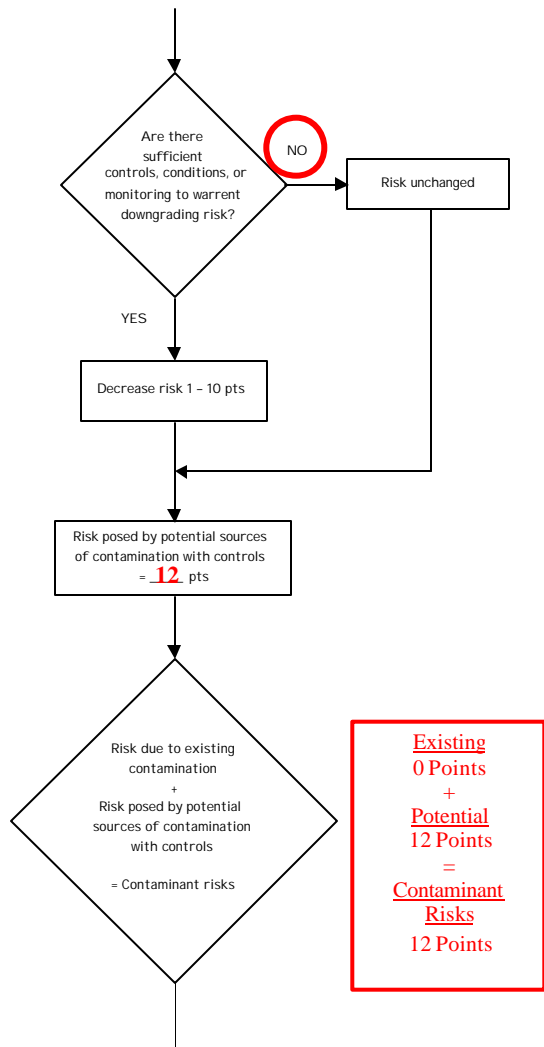 Are there
sufficient
controls, conditions, or
monitoring to warrent
downgrading risk?
NO
Risk unchanged
YES
Decrease risk 1 – 10 pts
Risk posed by potential sources
of contamination with controls
= 12 pts
Risk due to existing
contamination
+
Risk posed by potential
sources of contamination
with controls
= Contaminant risks
Existing
0 Points
+
Potential
12 Points
=
Contaminant
Risks
12 Points